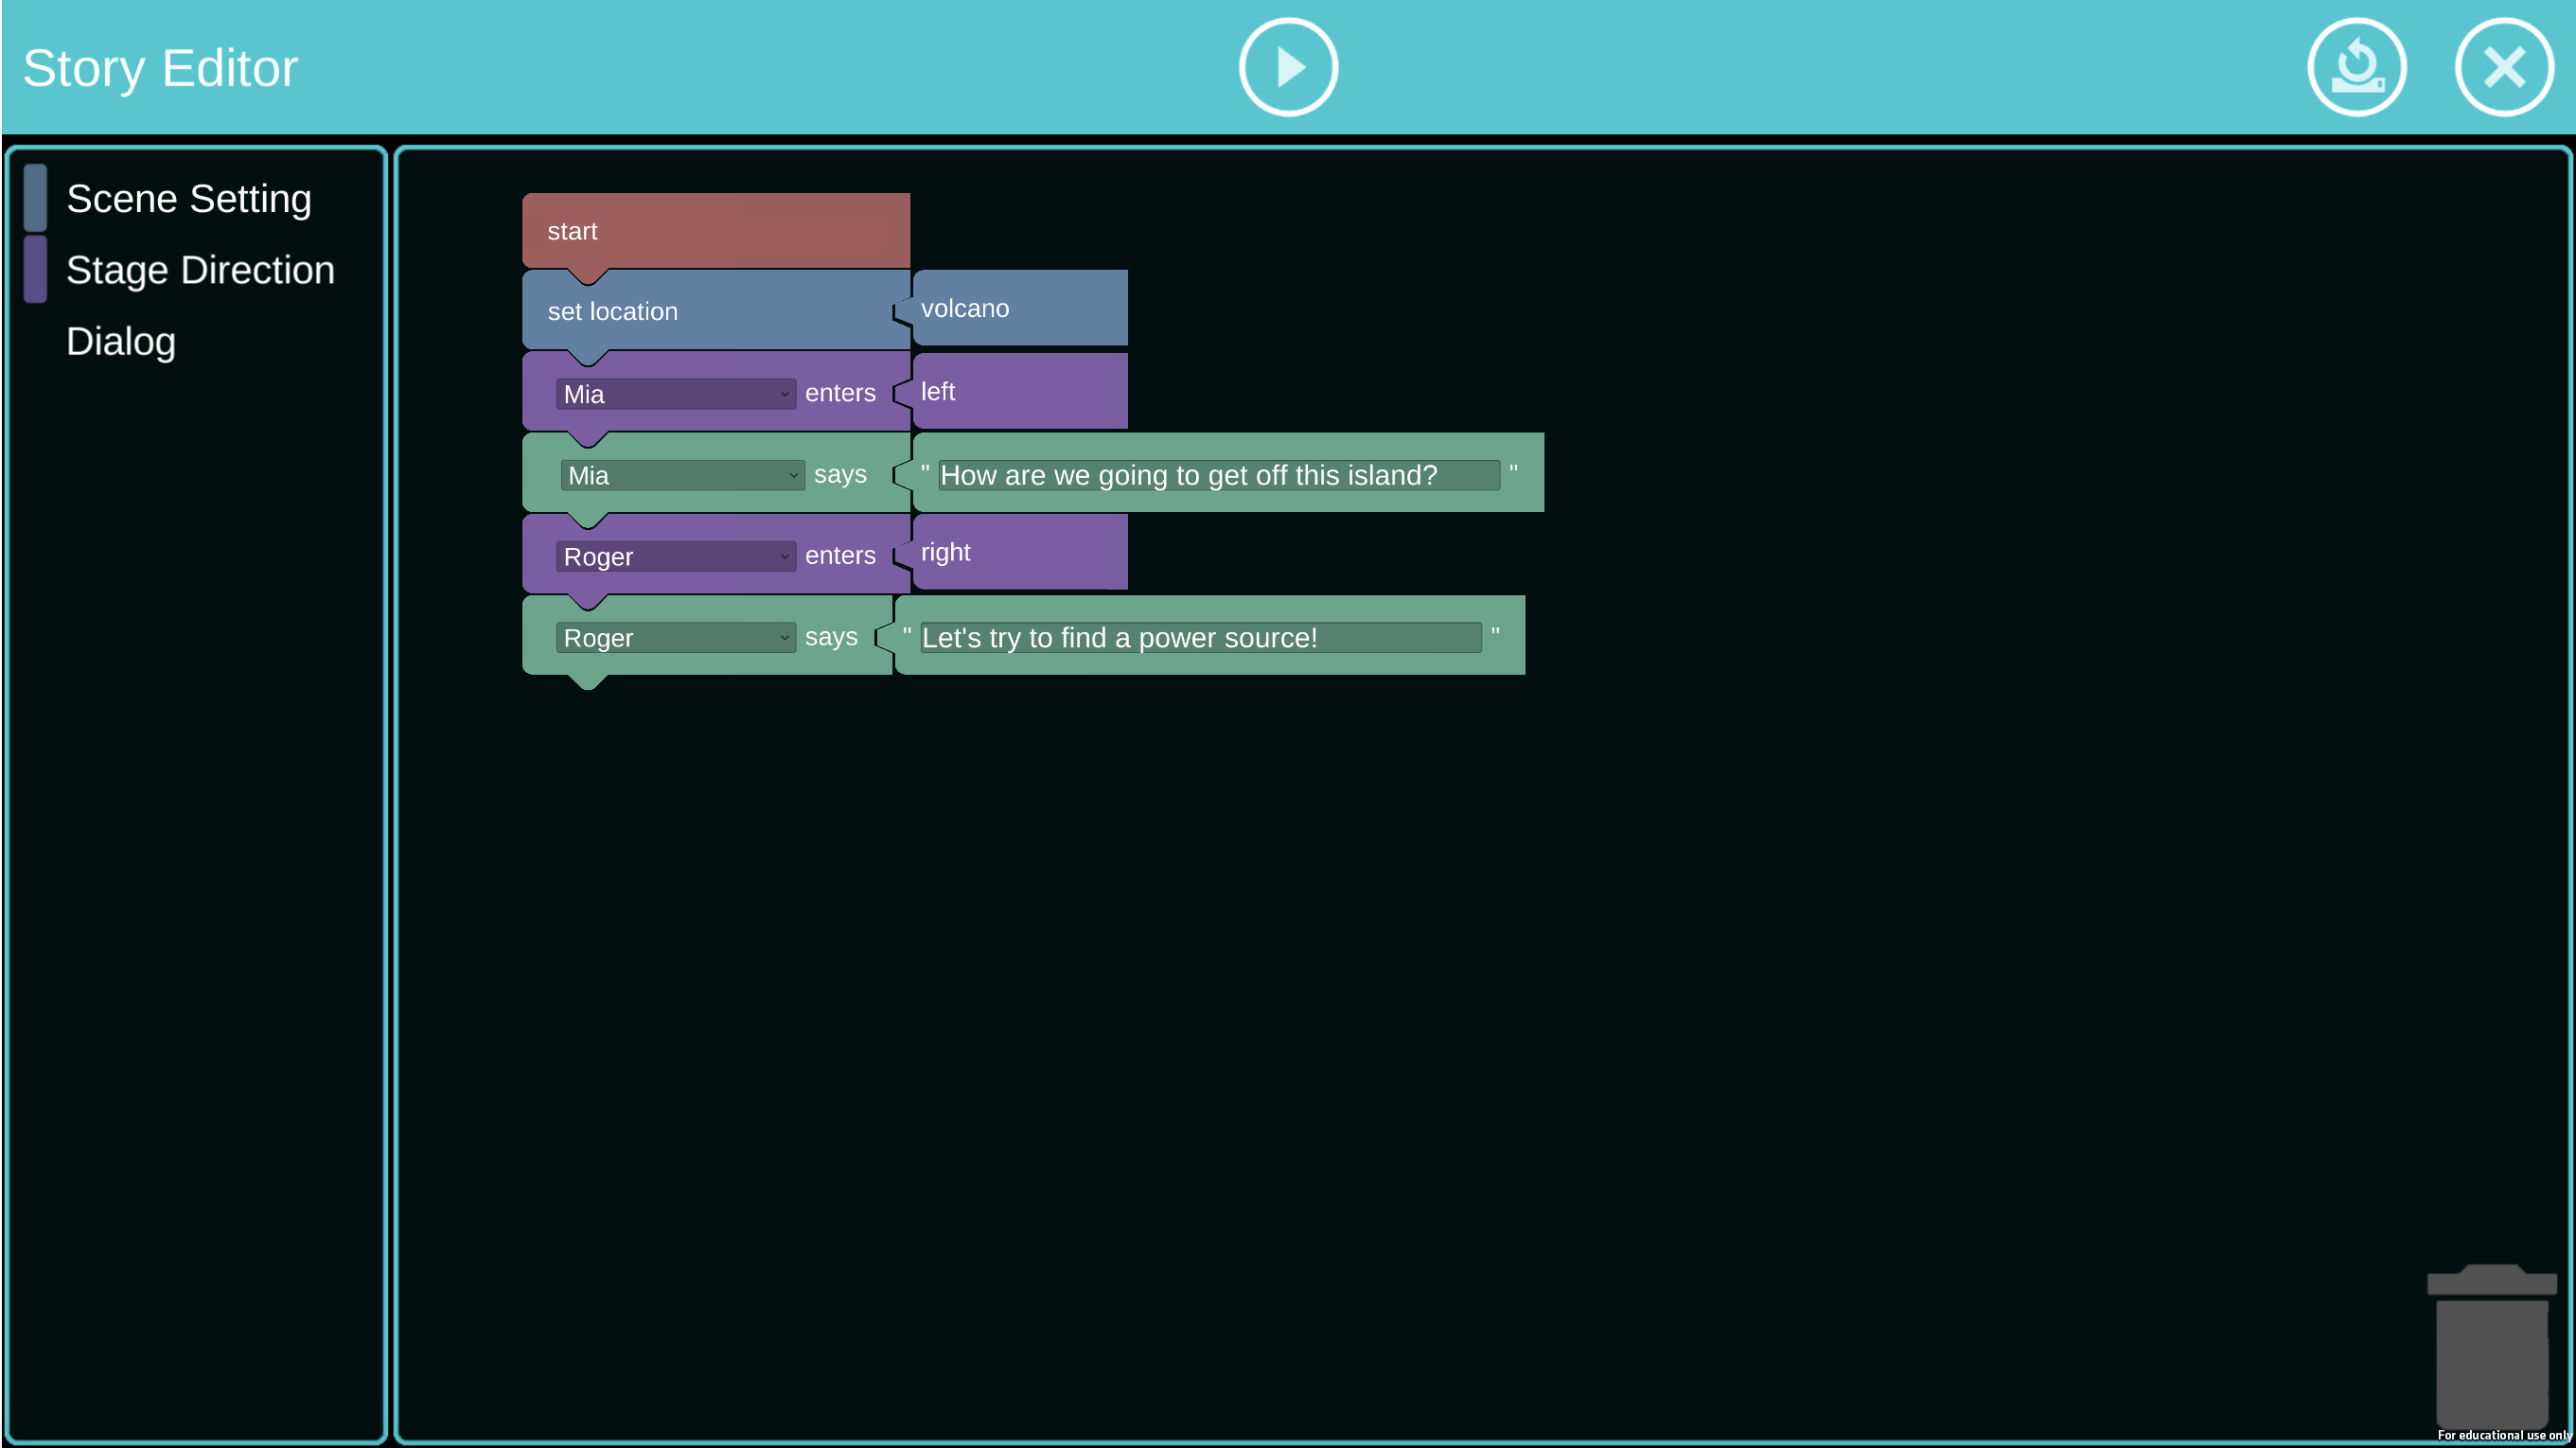 Story Editor
Scene Setting
Stage Direction
Dialog
start
set location volcano
Mia enters left
Mia says " How are we going to get off this island? "
Roger enters right
Roger says " Let's try to find a power source! "
For educational use only